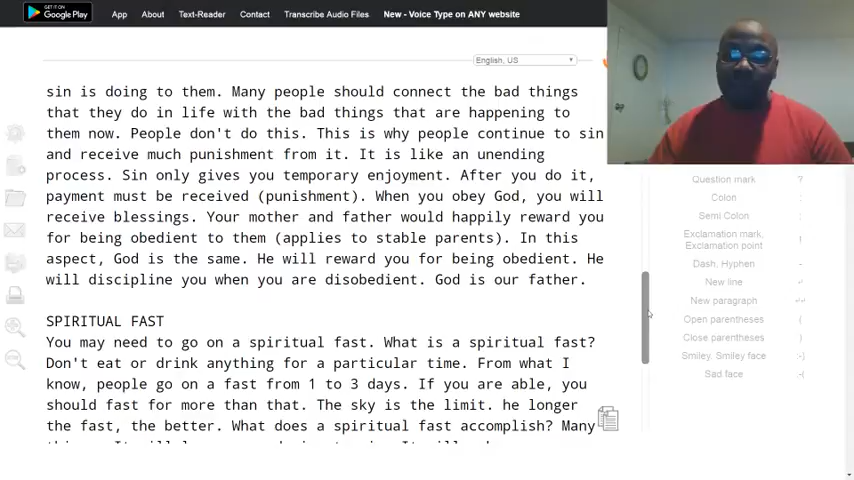 GET IT ON
Google Play
App About Text-Reader Contact Transcribe Audio Files New - Voice Type on ANY website
English, US
sin is doing to them. Many people should connect the bad things
that they do in life with the bad things that are happening to
them now. People don't do this. This is why people continue to sin
and receive much punishment from it. It is like an unending
process. Sin only gives you temporary enjoyment. After you do it,
payment must be received (punishment). When you obey God, you will
receive blessings. Your mother and father would happily reward you
for being obedient to them (applies to stable parents). In this
aspect, God is the same. He will reward you for being obedient. He
will discipline you when you are disobedient. God is our father.
SPIRITUAL FAST
You may need to go on a spiritual fast. What is a spiritual fast?
Don't eat or drink anything for a particular time. From what I
know, people go on a fast from 1 to 3 days. If you are able, you
should fast for more than that. The sky is the limit. he longer
the fast, the better. What does a spiritual fast accomplish? Many
Question mark ?
Colon :
Semi Colon ;
Exclamation mark,
Exclamation point !
Dash, Hyphen -
New line ↵
New paragraph ↵↵
Open parentheses (
Close parentheses )
Smiley, Smiley face :-)
Sad face :-(